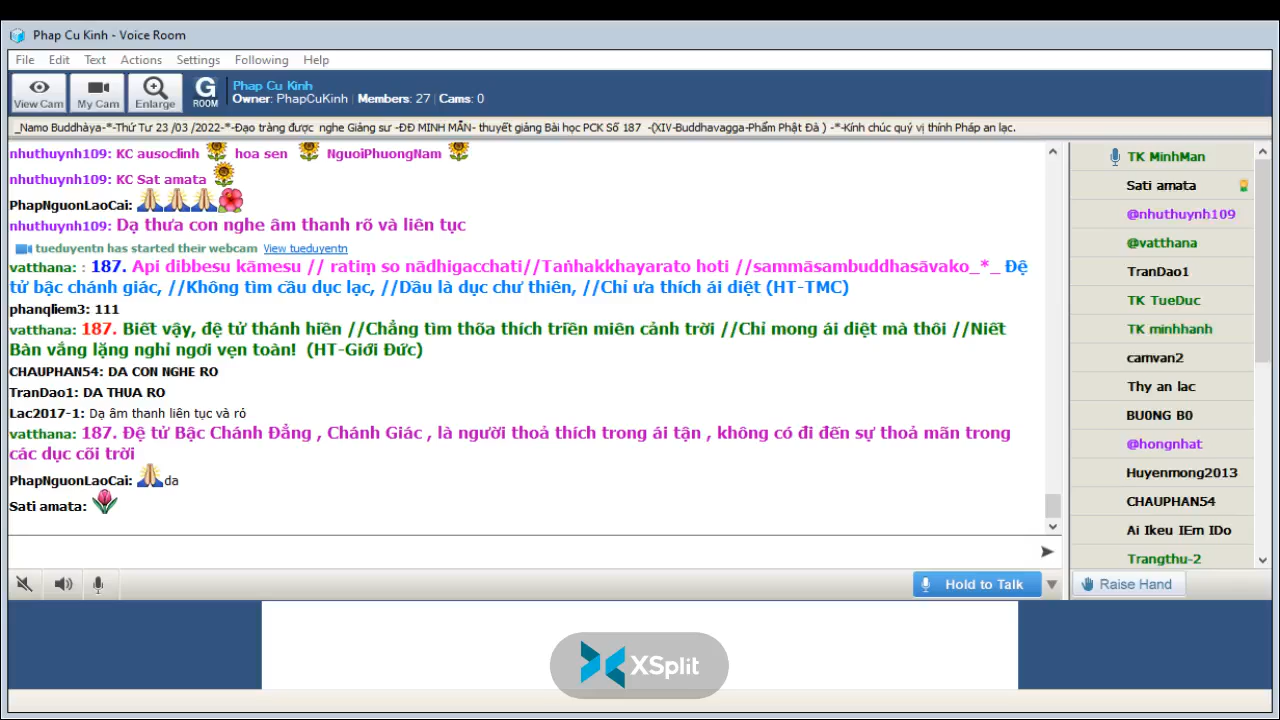 Phap Cu Kinh - Voice Room
File Edit Text Actions Settings Following Help
View Cam My Cam Enlarge G ROOM
Phap Cu Kinh
Owner: PhapCuKinh | Members: 27 | Cams: 0
_Namo Buddhàya-*-Thứ Tư 23 /03 /2022-*-Đạo tràng được nghe Giảng sư -ĐĐ MINH MẪN- thuyết giảng Bài học PCK Số 187 -(XIV-Buddhavagga-Phẩm Phật Đà ) -*-Kính chúc quý vị thính Pháp an lạc.
nhuthuynh109: KC ausoclinh hoa sen NguoiPhuongNam
nhuthuynh109: KC Sat amata
PhapNguonLaoCai:
nhuthuynh109: Dạ thưa con nghe âm thanh rõ và liên tục
tueduyentn has started their webcam View tueduyentn
vatthana: : 187. Api dibbesu kāmesu // ratiṃ so nādhigacchati//Taṅhakkhayarato hoti //sammāsambuddhasāvako_*_ Đệ
tử bậc chánh giác, //Không tìm cầu dục lạc, //Dầu là dục chư thiên, //Chỉ ưa thích ái diệt (HT-TMC)
phanqliem3: 111
vatthana: 187. Biết vậy, đệ tử thánh hiền //Chẳng tìm thõa thích triền miên cảnh trời //Chỉ mong ái diệt mà thôi //Niết
Bàn vắng lặng nghỉ ngơi vẹn toàn! (HT-Giới Đức)
CHAUPHAN54: DA CON NGHE RO
TranDao1: DA THUA RO
Lac2017-1: Dạ âm thanh liên tục và rỏ
vatthana: 187. Đệ tử Bậc Chánh Đẳng , Chánh Giác , là người thoả thích trong ái tận , không có đi đến sự thoả mãn trong
các dục cõi trời
PhapNguonLaoCai: da
Sati amata:
TK MinhMan
Sati amata
@nhuthuynh109
@vatthana
TranDao1
TK TueDuc
TK minhhanh
camvan2
Thy an lac
BU0NG B0
@hongnhat
Huyenmong2013
CHAUPHAN54
Ai Ikeu IEm IDo
Trangthu-2
Hold to Talk
Raise Hand
XSplit